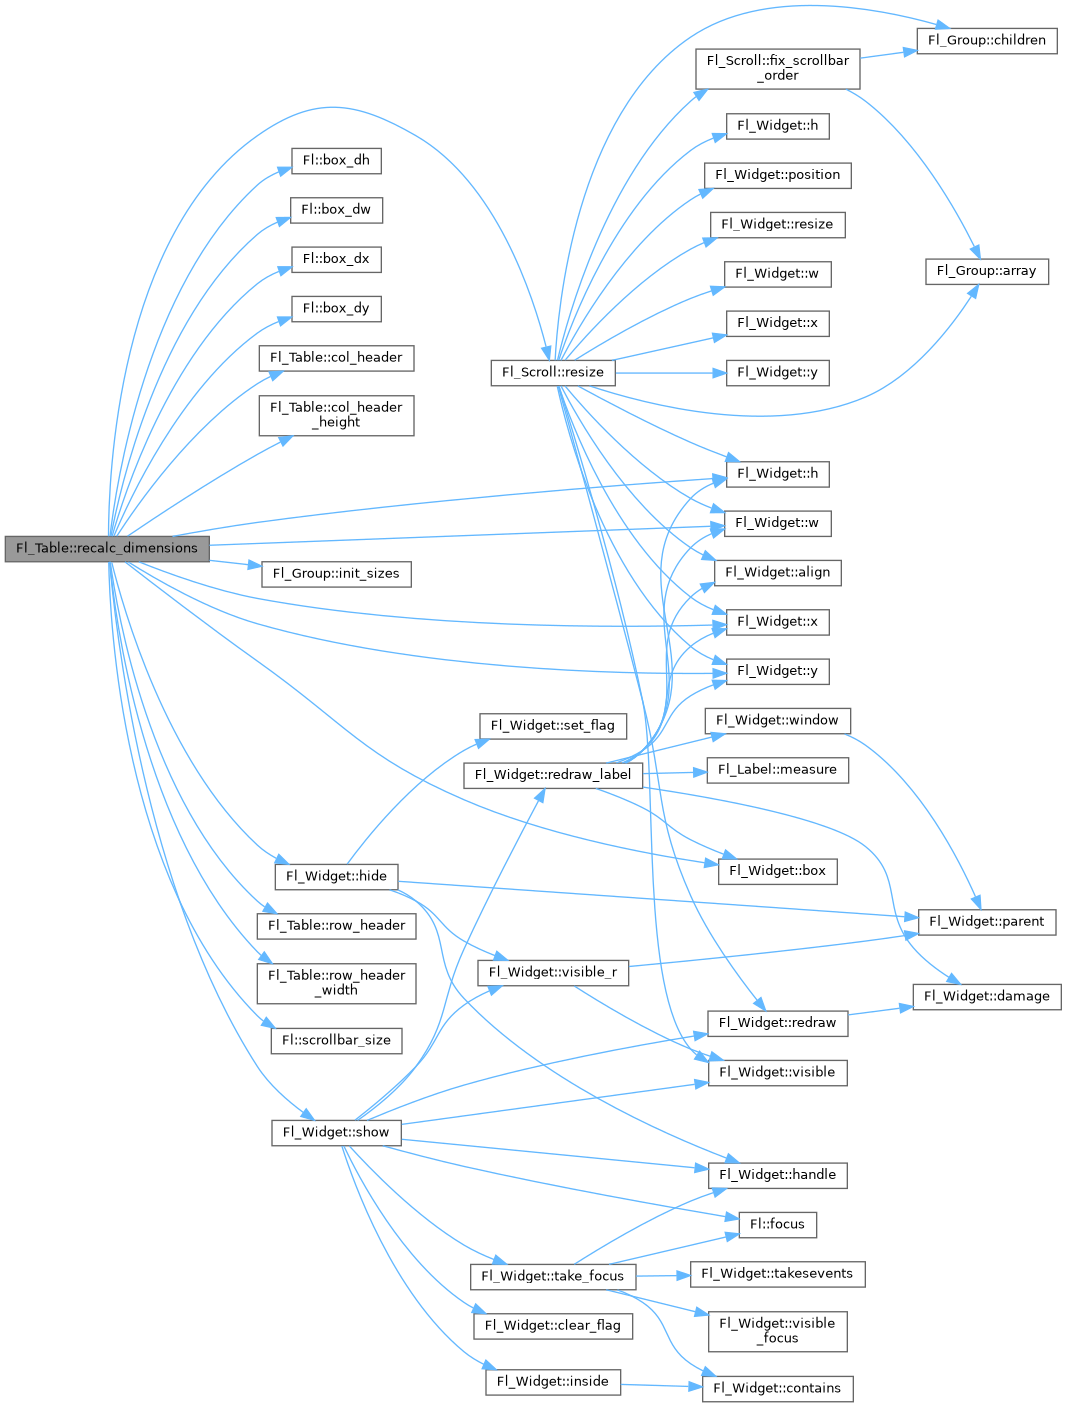 Fl_Table::recalc_dimensions
Fl::box_dh
Fl::box_dw
Fl::box_dx
Fl::box_dy
Fl_Table::col_header
Fl_Table::col_header
_height
Fl_Group::init_sizes
Fl_Widget::hide
Fl_Table::row_header
Fl_Table::row_header
_width
Fl::scrollbar_size
Fl_Widget::show
Fl_Scroll::resize
Fl_Widget::set_flag
Fl_Widget::redraw_label
Fl_Widget::visible_r
Fl_Widget::take_focus
Fl_Widget::clear_flag
Fl_Widget::inside
Fl_Scroll::fix_scrollbar
_order
Fl_Widget::h
Fl_Widget::position
Fl_Widget::resize
Fl_Widget::w
Fl_Widget::x
Fl_Widget::y
Fl_Widget::h
Fl_Widget::w
Fl_Widget::align
Fl_Widget::x
Fl_Widget::y
Fl_Widget::window
Fl_Label::measure
Fl_Widget::box
Fl_Widget::redraw
Fl_Widget::visible
Fl_Widget::handle
Fl::focus
Fl_Widget::takesevents
Fl_Widget::visible
_focus
Fl_Widget::contains
Fl_Group::children
Fl_Group::array
Fl_Widget::parent
Fl_Widget::damage